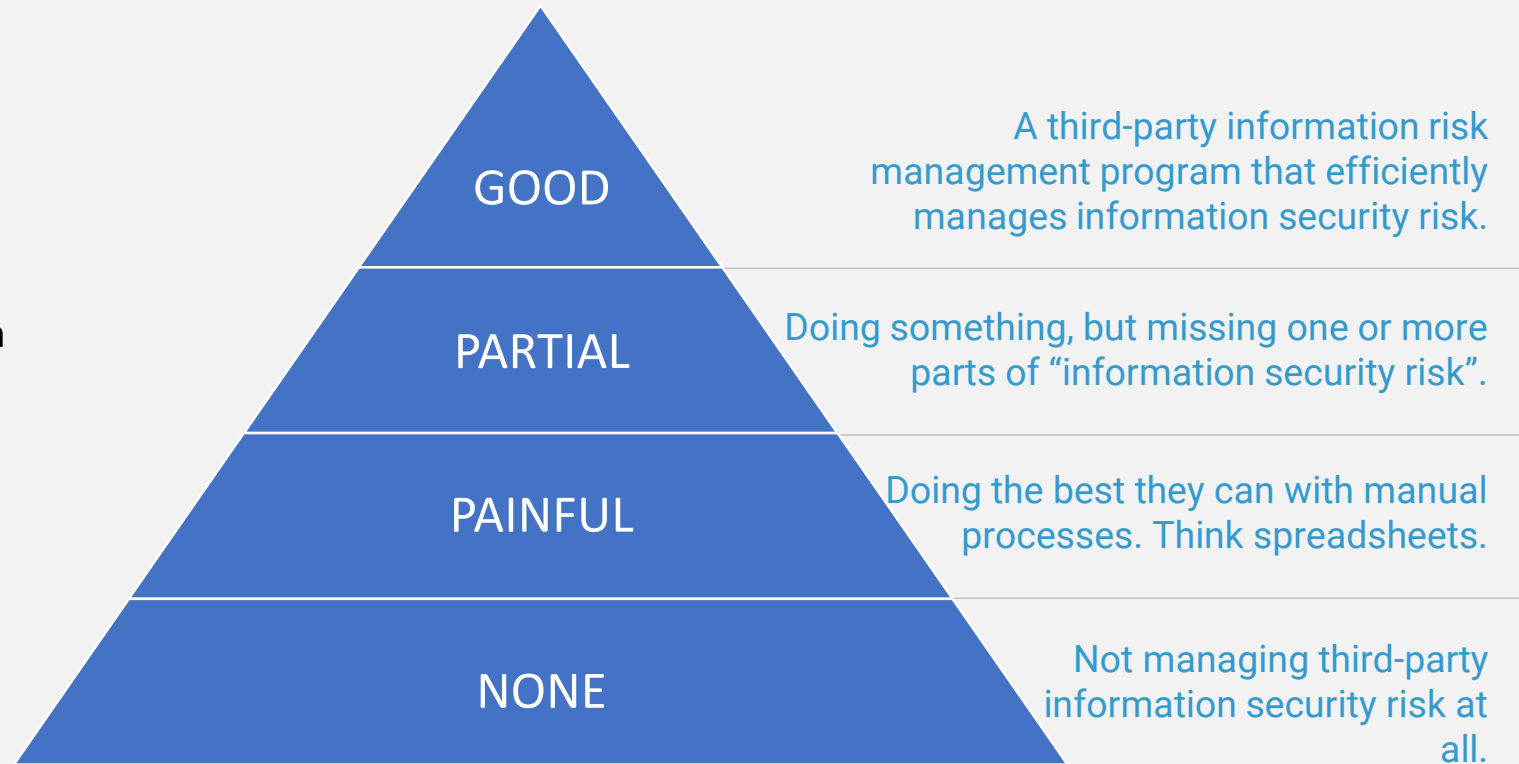 GOOD
A third-party information risk
management program that efficiently
manages information security risk.
PARTIAL
Doing something, but missing one or more
parts of “information security risk”.
PAINFUL
Doing the best they can with manual
processes. Think spreadsheets.
NONE
Not managing third-party
information security risk at
all.